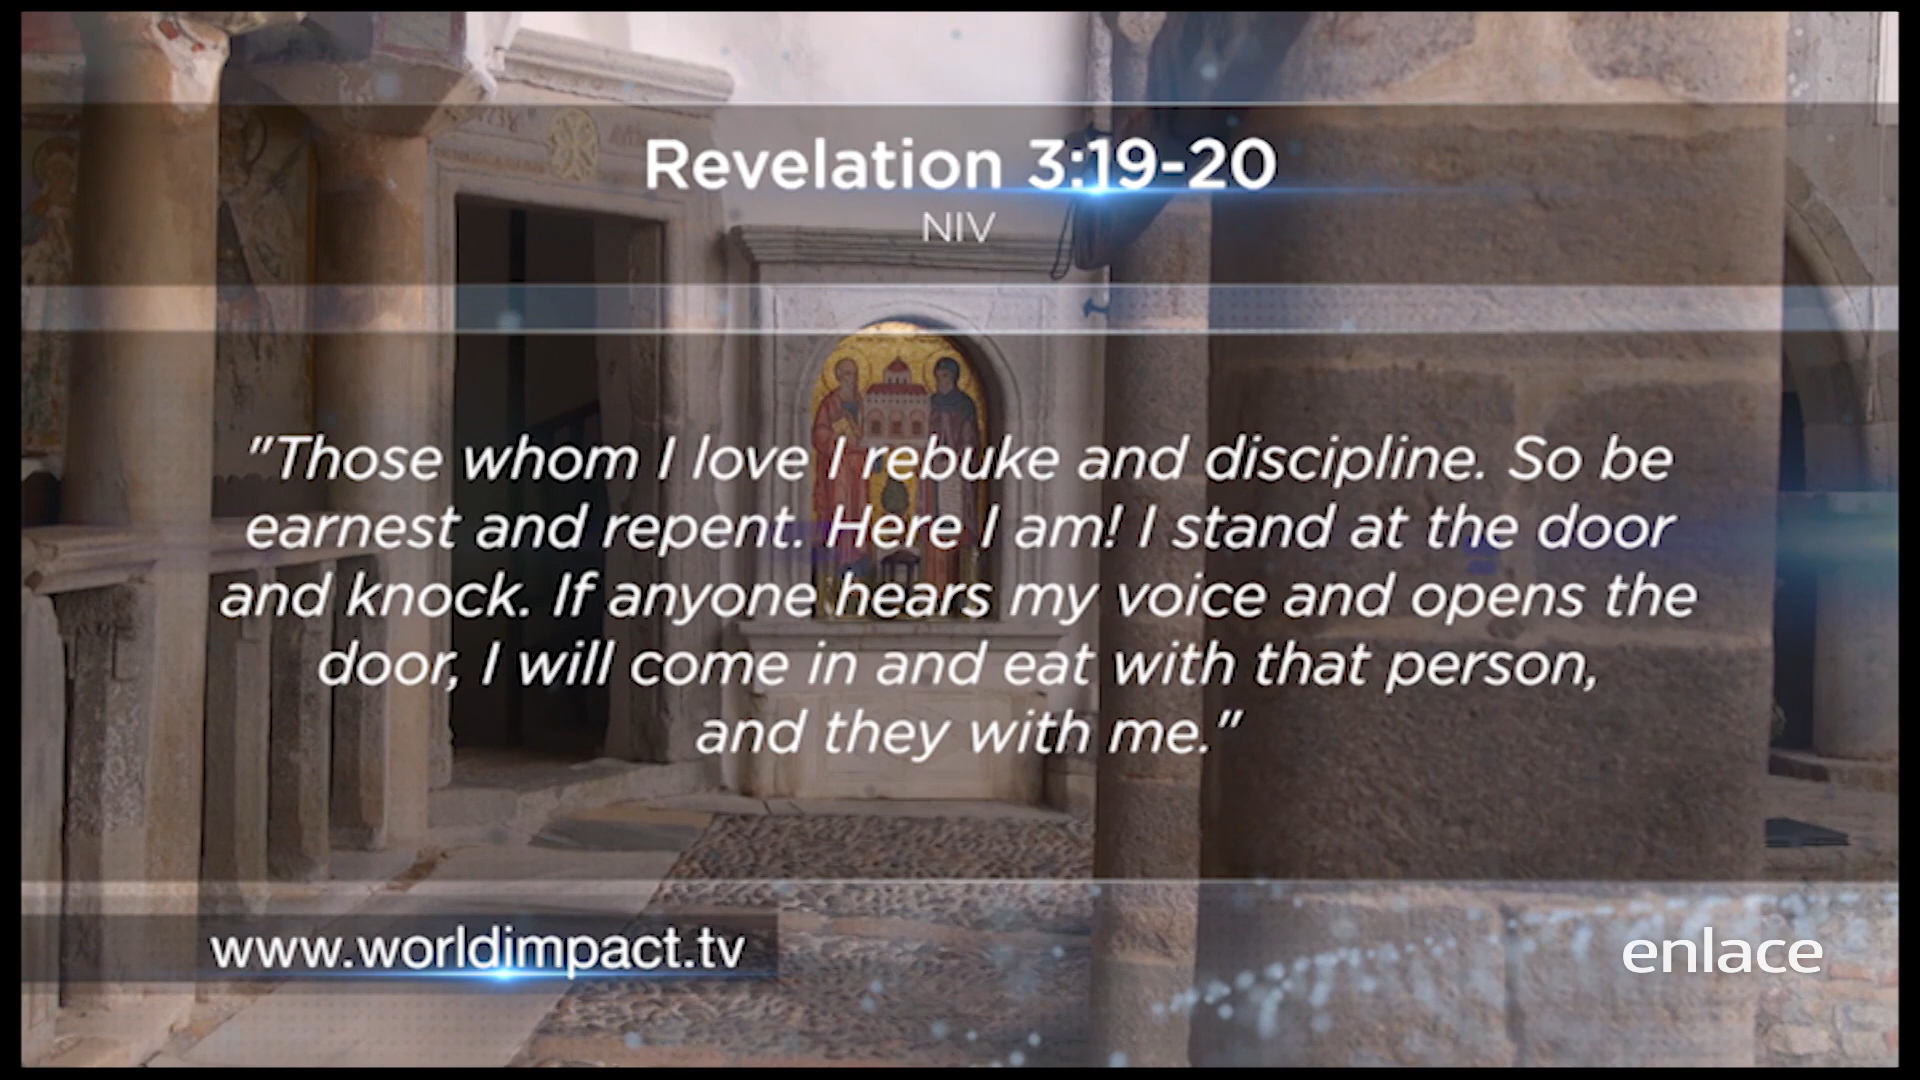 Revelation 3:19-20
NIV
"Those whom I love I rebuke and discipline. So be
earnest and repent. Here I am! I stand at the door
and knock. If anyone hears my voice and opens the
door, I will come in and eat with that person,
and they with me."
www.worldimpact.tv
enlace